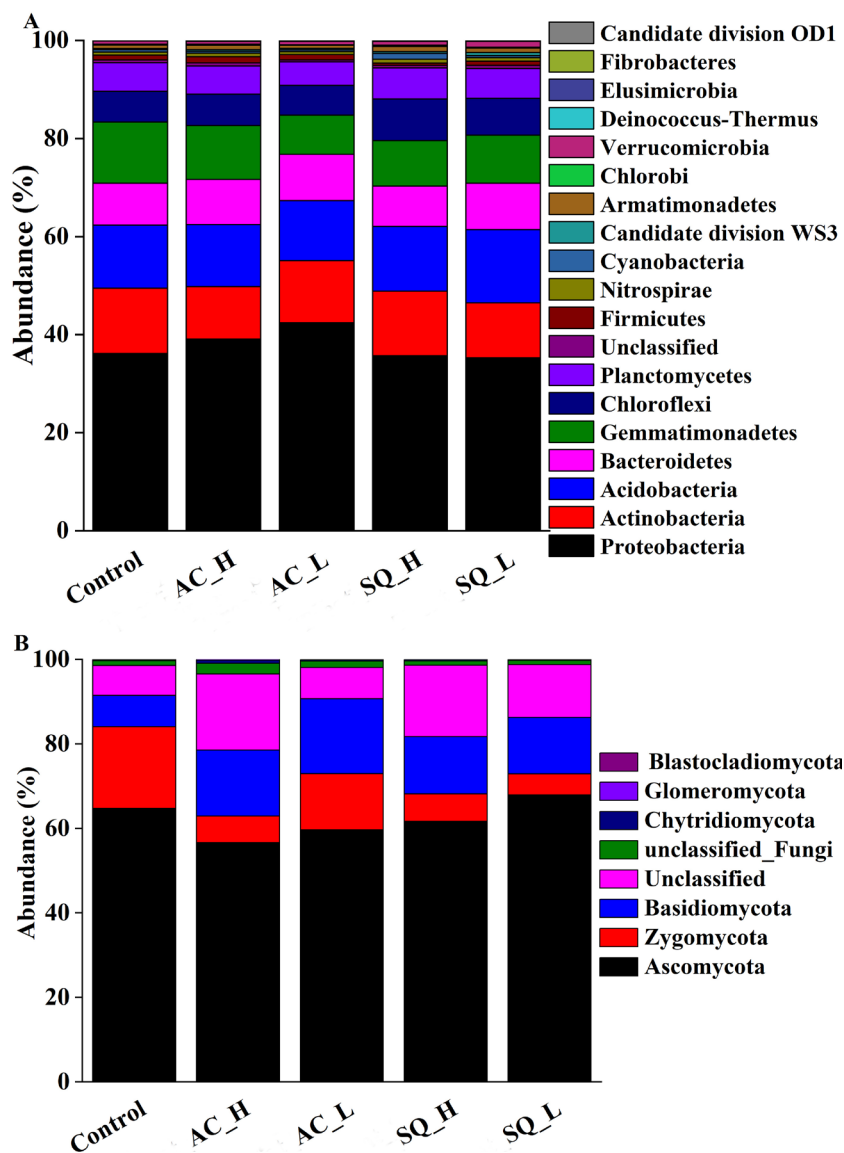 A
Abundance (%)
100
80
60
40
20
0
Control
AC_H
AC_L
SQ_H
SQ_L
Candidate division OD1
Fibrobacteres
Elusimicrobia
Deinococcus-Thermus
Verrucomicrobia
Chlorobi
Armatimonadetes
Candidate division WS3
Cyanobacteria
Nitrospirae
Firmicutes
Unclassified
Planctomycetes
Chloroflexi
Gemmatimonadetes
Bacteroidetes
Acidobacteria
Actinobacteria
Proteobacteria
B
Abundance (%)
100
80
60
40
20
0
Control
AC_H
AC_L
SQ_H
SQ_L
Blastocladiomycota
Glomeromycota
Chytridiomycota
unclassified_Fungi
Unclassified
Basidiomycota
Zygomycota
Ascomycota